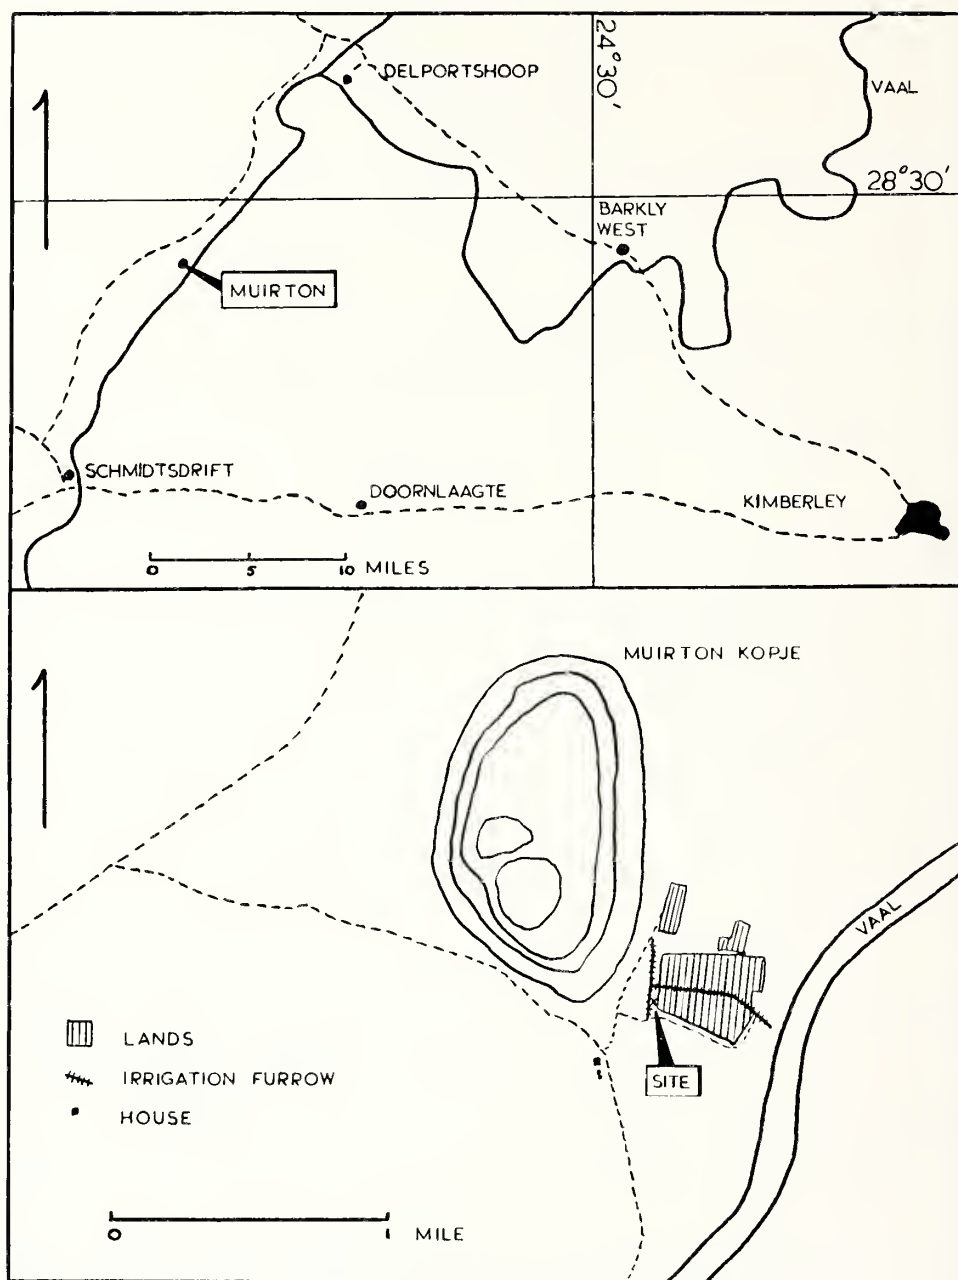 DELPORTSHOOP
24°30'
VAAL
28°30'
BARKLY
WEST
MUIRTON
SCHMIDTSDRIFT
DOORNLAAGTE
KIMBERLEY
0 5 10 MILES
MUIRTON KOPJE
VAAL
LANDS
IRRIGATION FURROW
HOUSE
SITE
0 1 MILE